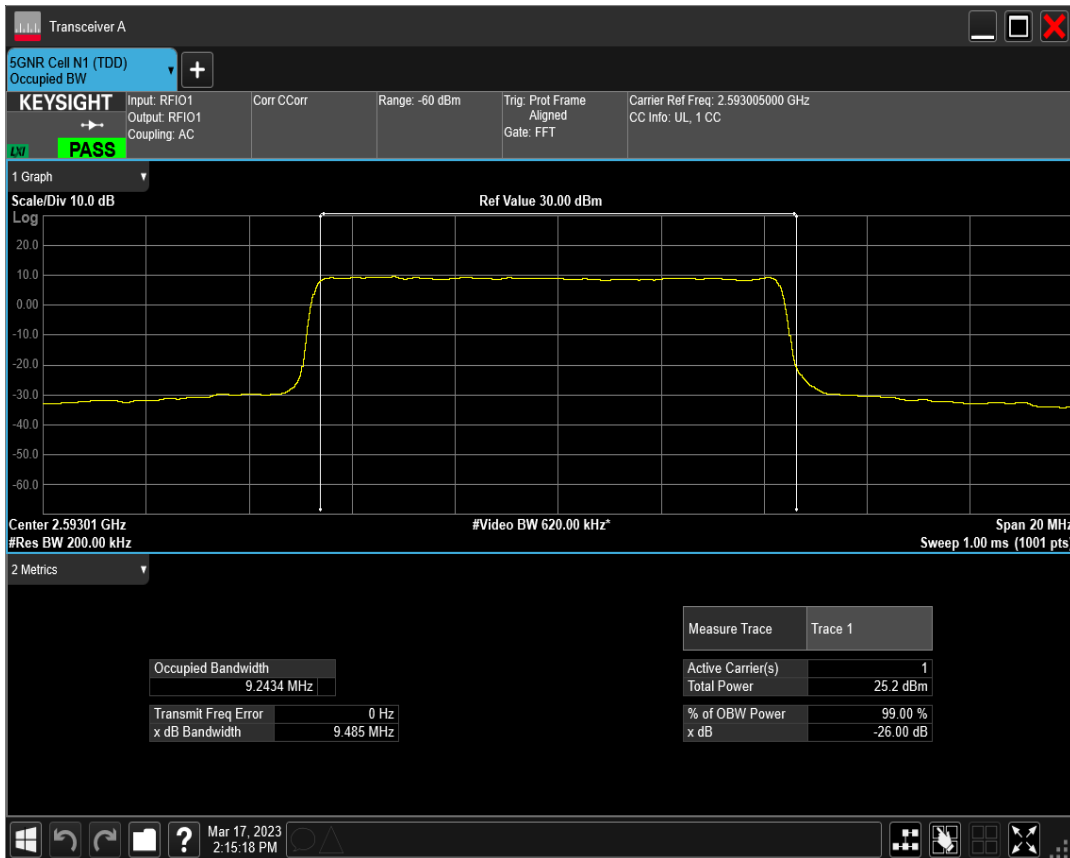 Transceiver A
5GNR Cell N1 (TDD)
Occupied BW
+
KEYSIGHT
LXI
PASS
Input: RFIO1
Output: RFIO1
Coupling: AC
Corr CCorr
Range: -60 dBm
Trig: Prot Frame
Aligned
Gate: FFT
Carrier Ref Freq: 2.593005000 GHz
CC Info: UL, 1 CC
1 Graph
Scale/Div 10.0 dB
Ref Value 30.00 dBm
Log
20.0
10.0
0.00
-10.0
-20.0
-30.0
-40.0
-50.0
-60.0
Center 2.59301 GHz
#Video BW 620.00 kHz*
Span 20 MHz
#Res BW 200.00 kHz
Sweep 1.00 ms (1001 pts)
2 Metrics
Measure Trace Trace 1
Occupied Bandwidth
9.2434 MHz
Active Carrier(s) 1
Total Power 25.2 dBm
Transmit Freq Error 0 Hz
x dB Bandwidth 9.485 MHz
% of OBW Power 99.00 %
x dB -26.00 dB
?
Mar 17, 2023
2:15:18 PM